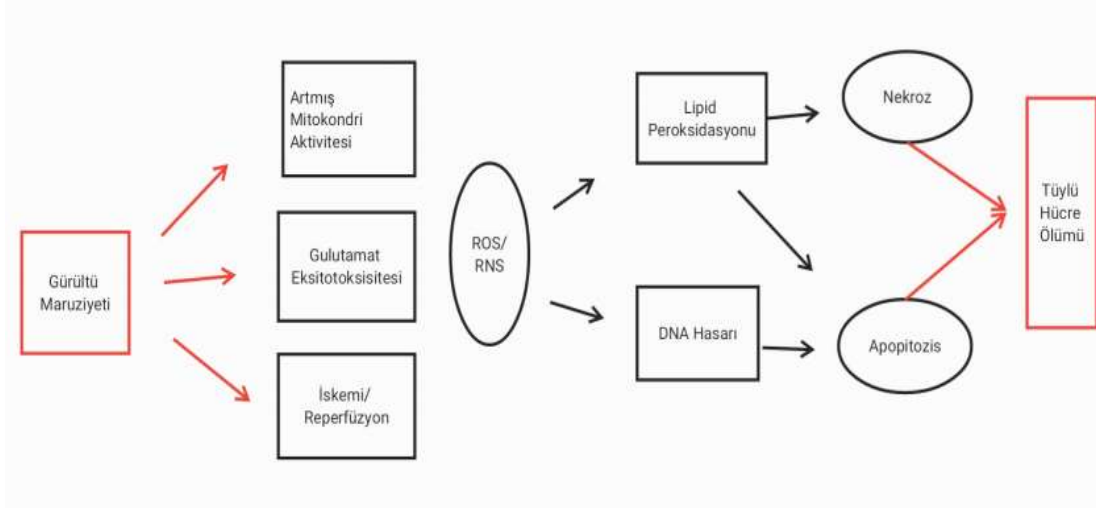 Gürültü
Maruziyeti
Artmış
Mitokondri
Aktivitesi
Gulutamat
Eksitotoksisitesi
İskemi/
Reperfüzyon
ROS/
RNS
Lipid
Peroksidasyonu
DNA Hasarı
Nekroz
Apopitozis
Tüylü
Hücre
Ölümü